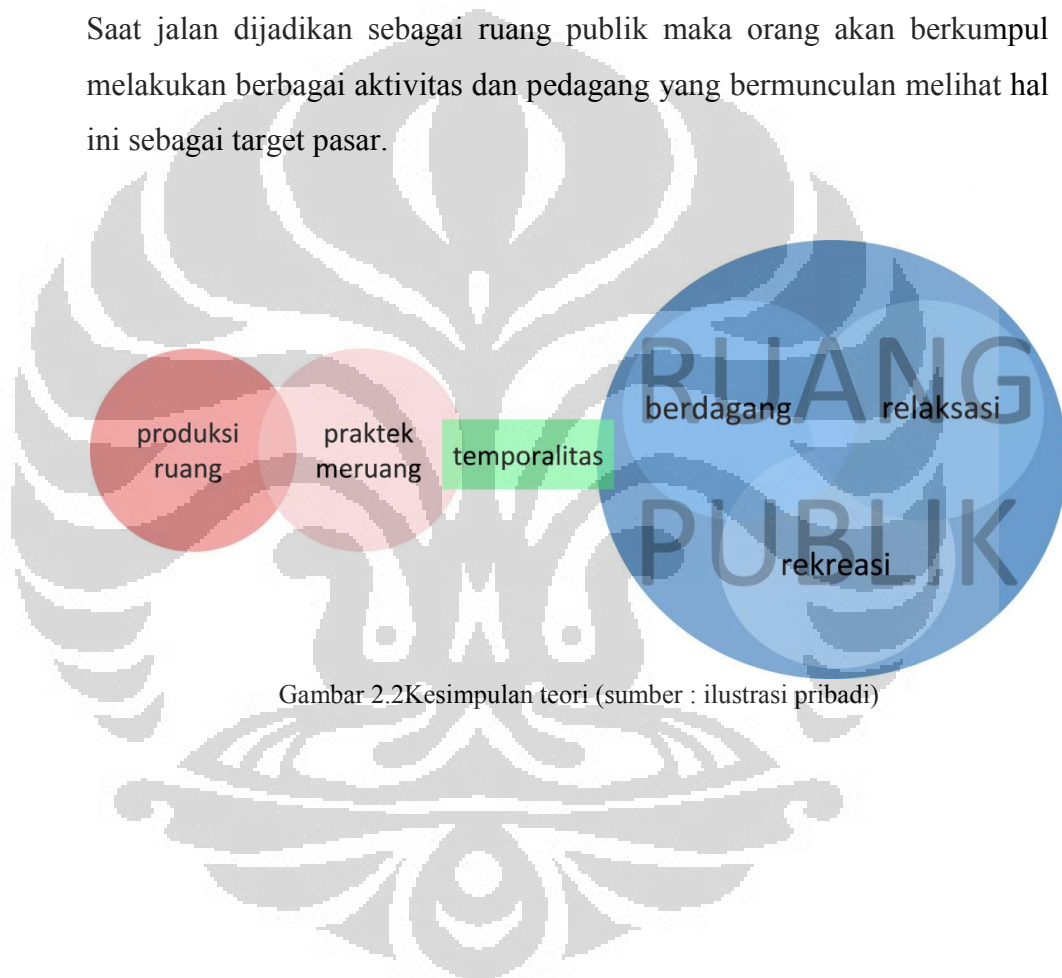 Saat jalan dijadikan sebagai ruang publik maka orang akan berkumpul
melakukan berbagai aktivitas dan pedagang yang bermunculan melihat hal
ini sebagai target pasar.
produksi
ruang
praktek
meruang
temporalitas
RUANG
berdagang
relaksasi
PUBLIK
rekreasi
Gambar 2.2Kesimpulan teori (sumber : ilustrasi pribadi)